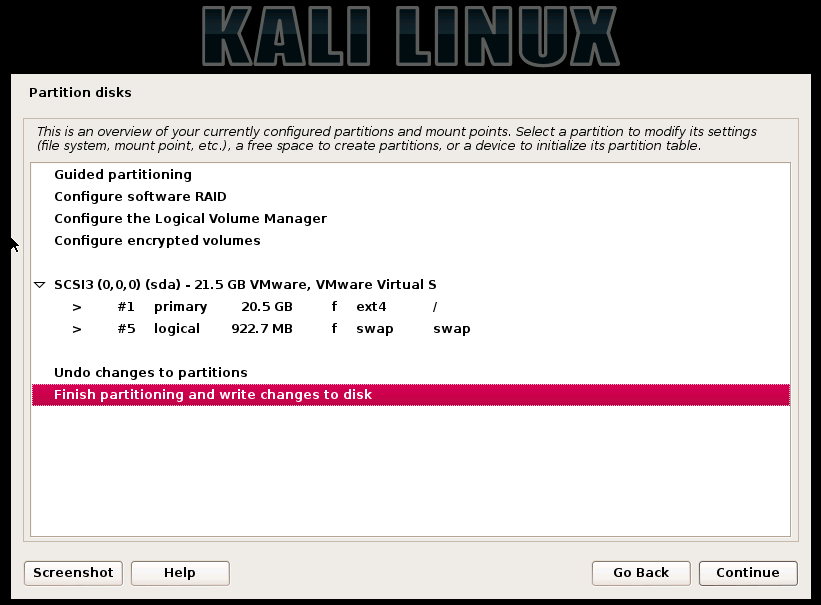 KALI LINUX
Partition disks
This is an overview of your currently configured partitions and mount points. Select a partition to modify its settings
(file system, mount point, etc.), a free space to create partitions, or a device to initialize its partition table.
Guided partitioning
Configure software RAID
Configure the Logical Volume Manager
Configure encrypted volumes
SCSI3 (0,0,0) (sda) - 21.5 GB VMware, VMware Virtual S
> #1 primary 20.5 GB f ext4 /
> #5 logical 922.7 MB f swap swap
Undo changes to partitions
Finish partitioning and write changes to disk
Screenshot Help Go Back Continue